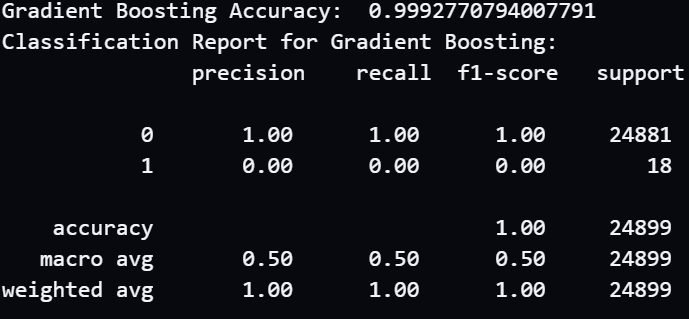 Gradient Boosting Accuracy:  0.9992770794007791
Classification Report for Gradient Boosting:
              precision    recall  f1-score   support

           0       1.00      1.00      1.00     24881
           1       0.00      0.00      0.00        18

    accuracy                           1.00     24899
   macro avg       0.50      0.50      0.50     24899
weighted avg       1.00      1.00      1.00     24899